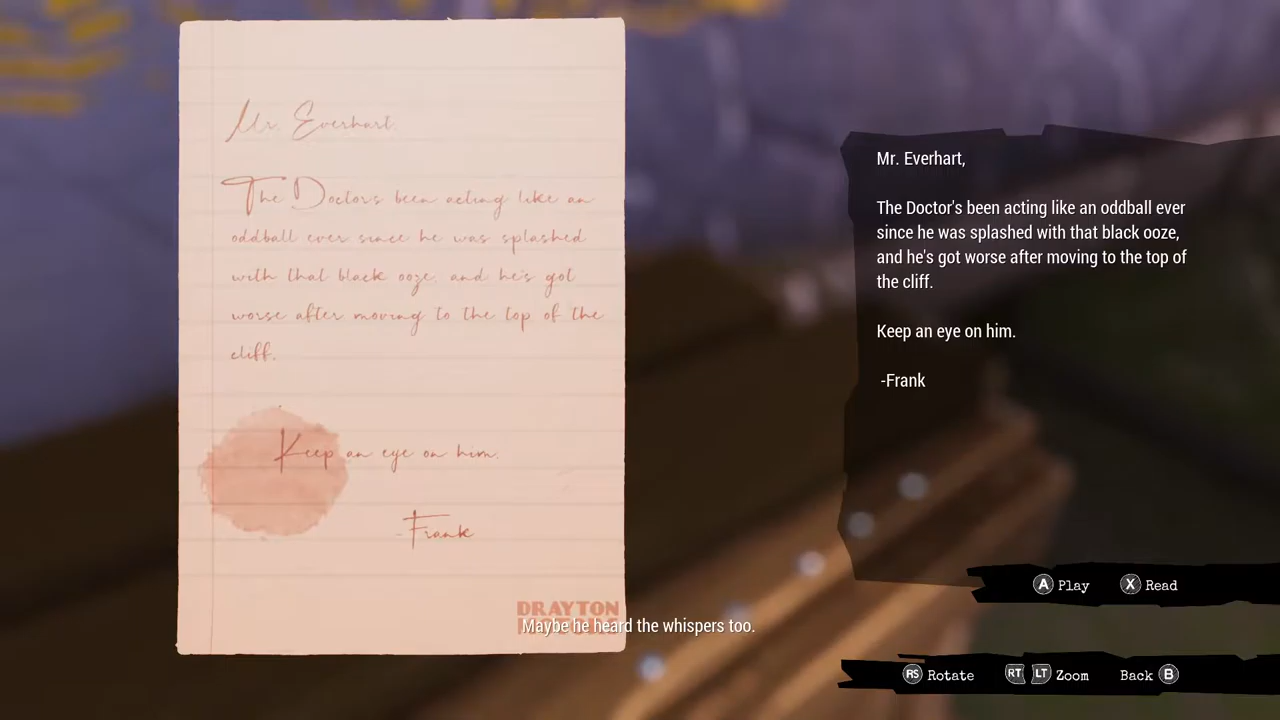 Mr. Everhart,
The Doctor's been acting like an
oddball ever since he was splashed
with that black ooze, and he's got
worse after moving to the top of the
cliff.
Keep an eye on him.
-Frank
DRAYTON
Maybe he heard the whispers too.
Mr. Everhart,
The Doctor's been acting like an oddball ever
since he was splashed with that black ooze,
and he's got worse after moving to the top of
the cliff.
Keep an eye on him.
-Frank
A Play X Read
RS Rotate RT LT Zoom Back B